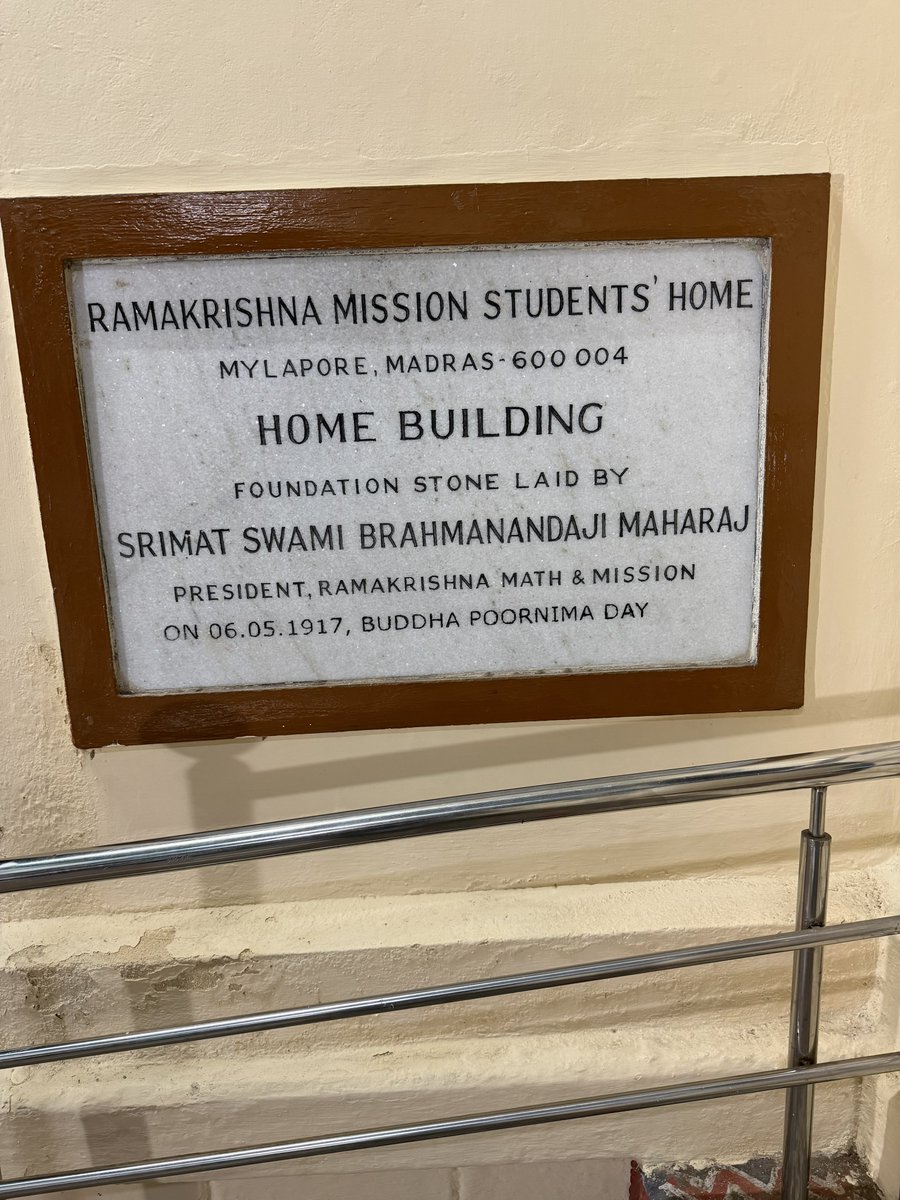 RAMAKRISHNA MISSION STUDENTS' HOME
MYLAPORE, MADRAS-600 004
HOME BUILDING
FOUNDATION STONE LAID BY
SRIMAT SWAMI BRAHMANANDAJI MAHARAJ
PRESIDENT, RAMAKRISHNA MATH & MISSION
ON 06.05.1917, BUDDHA POORNIMA DAY